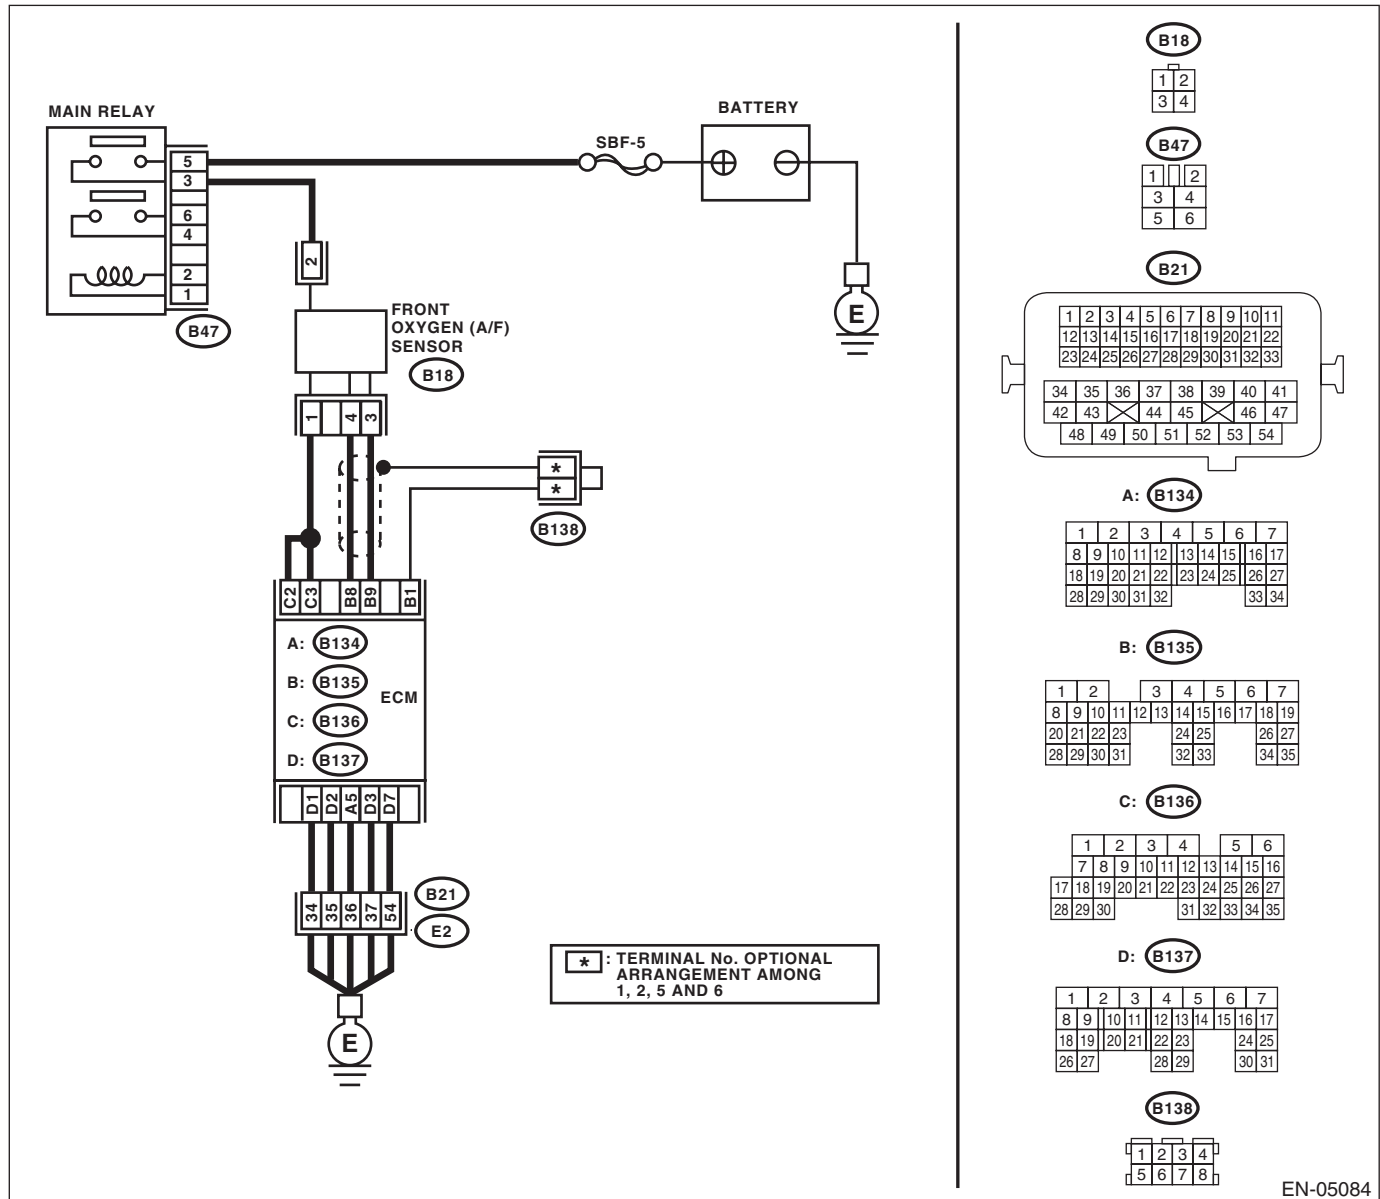 MAIN RELAY
5
3
6
4
2
1
B47
SBF-5
BATTERY
E
2
FRONT
OXYGEN (A/F)
SENSOR
B18
1 4 3
*
*
B138
C2 C3 B8 B9 B1
A: B134
B: B135
C: B136
D: B137
ECM
D1 D2 A5 D3 D7
34 35 36 37 54
B21
E2
E
* : TERMINAL No. OPTIONAL
ARRANGEMENT AMONG
1, 2, 5 AND 6
B18
1 2
3 4
B47
1 2
3 4
5 6
B21
1 2 3 4 5 6 7 8 9 10 11
12 13 14 15 16 17 18 19 20 21 22
23 24 25 26 27 28 29 30 31 32 33
34 35 36 37 38 39 40 41
42 43 44 45 46 47
48 49 50 51 52 53 54
A: B134
1 2 3 4 5 6 7
8 9 10 11 12 13 14 15 16 17
18 19 20 21 22 23 24 25 26 27
28 29 30 31 32 33 34
B: B135
1 2 3 4 5 6 7
8 9 10 11 12 13 14 15 16 17 18 19
20 21 22 23 24 25 26 27
28 29 30 31 32 33 34 35
C: B136
1 2 3 4 5 6
7 8 9 10 11 12 13 14 15 16
17 18 19 20 21 22 23 24 25 26 27
28 29 30 31 32 33 34 35
D: B137
1 2 3 4 5 6 7
8 9 10 11 12 13 14 15 16 17
18 19 20 21 22 23 24 25
26 27 28 29 30 31
B138
1 2 3 4
5 6 7 8
EN-05084